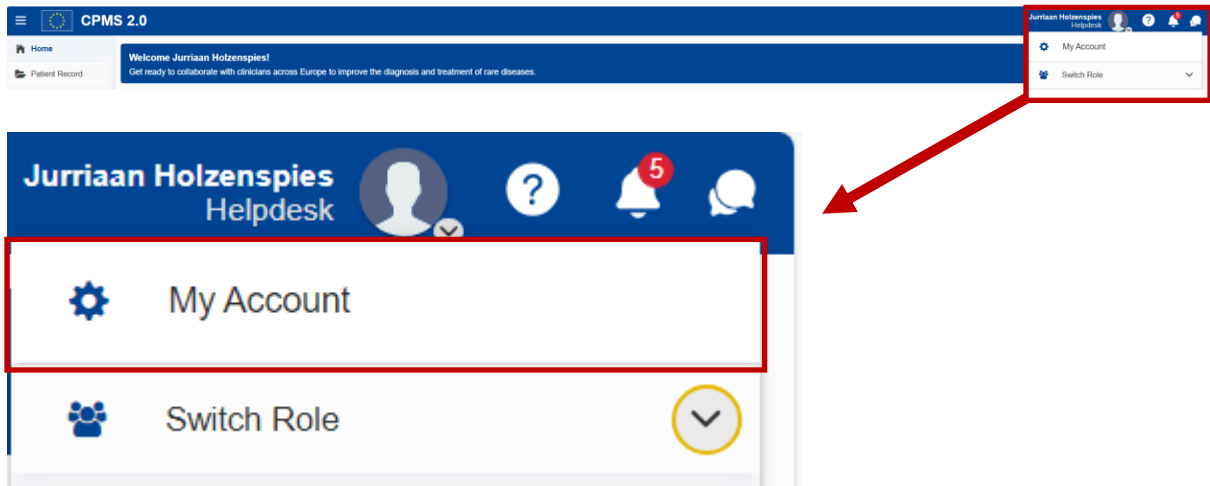 CPMS 2.0
Jurriaan Holzenspies
Helpdesk
?
5
Home
Welcome Jurriaan Holzenspies!
My Account
Patient Record
Get ready to collaborate with clinicians across Europe to improve the diagnosis and treatment of rare diseases.
Switch Role
Jurriaan Holzenspies
Helpdesk
?
5
My Account
Switch Role